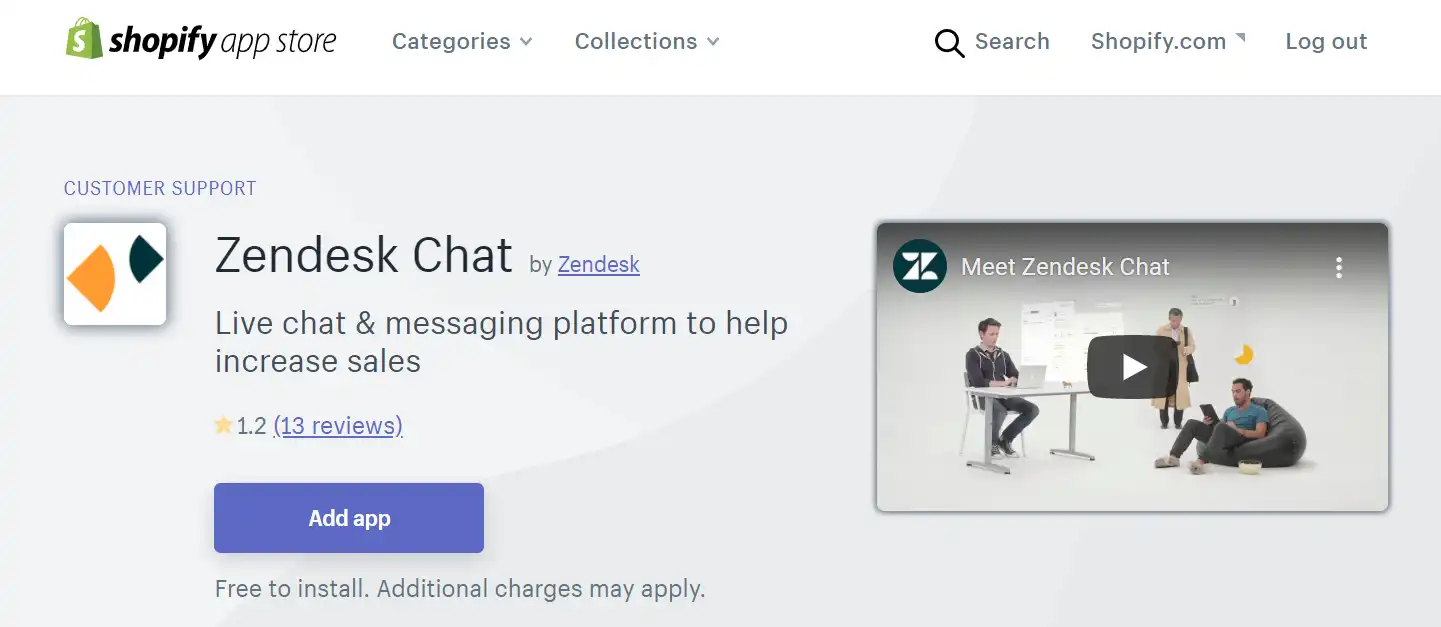 shopify app store
Categories
Collections
Search
Shopify.com
Log out
CUSTOMER SUPPORT
Zendesk Chat by Zendesk
Live chat & messaging platform to help
increase sales
1.2 (13 reviews)
Add app
Free to install. Additional charges may apply.
Meet Zendesk Chat